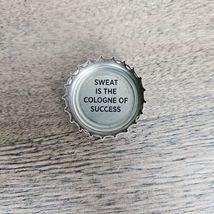 SWEAT
IS THE
COLOGNE OF
SUCCESS